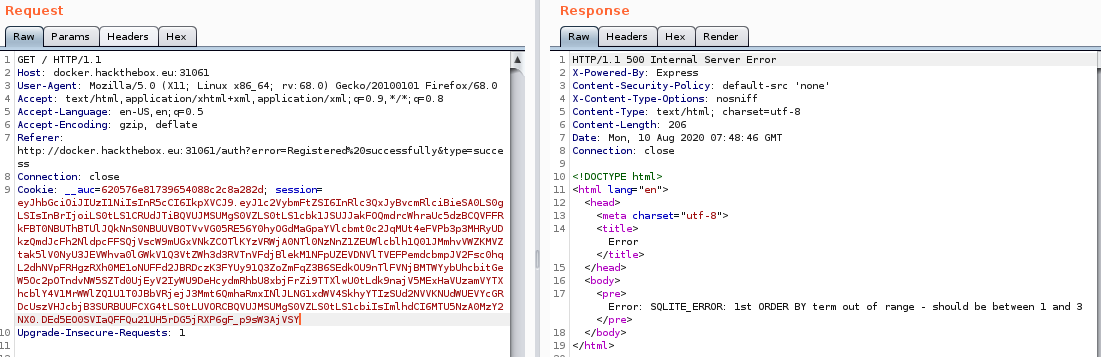 Request
Raw Params Headers Hex
1 GET / HTTP/1.1
2 Host: docker.hackthebox.eu:31061
3 User-Agent: Mozilla/5.0 (X11; Linux x86_64; rv:68.0) Gecko/20100101 Firefox/68.0
4 Accept: text/html,application/xhtml+xml,application/xml;q=0.9,*/*;q=0.8
5 Accept-Language: en-US,en;q=0.5
6 Accept-Encoding: gzip, deflate
7 Referer:
http://docker.hackthebox.eu:31061/auth?error=Registered%20successfully&type=succe
ss
8 Connection: close
9 Cookie: __auc=620576e81739654088c2c8a282d; session=
eyJhbGciOiJIUzI1NiIsInR5cCI6IkpXVCJ9.eyJ1c2VybmFtZSI6InRlc3QxJyBvcmRlciBieSA0LS0g
LSIsInBrIjoiLS0tLS1CRUdJTiBQVUJMSUMgS0VZLS0tLS1cbk1JSUJJakFOQmdrcWhraUc5dzBCQVFFR
10 Upgrade-Insecure-Requests: 1
11
Response
Raw Headers Hex Render
1 HTTP/1.1 500 Internal Server Error
2 X-Powered-By: Express
3 Content-Security-Policy: default-src 'none'
4 X-Content-Type-Options: nosniff
5 Content-Type: text/html; charset=utf-8
6 Content-Length: 206
7 Date: Mon, 10 Aug 2020 07:48:46 GMT
8 Connection: close
9
10 <!DOCTYPE html>
11 <html lang="en">
12 <head>
13 <meta charset="utf-8">
14 <title>
Error
</title>
15 </head>
16 <body>
17 <pre>
Error: SQLITE_ERROR: 1st ORDER BY term out of range - should be between 1 and 3
</pre>
18 </body>
19 </html>